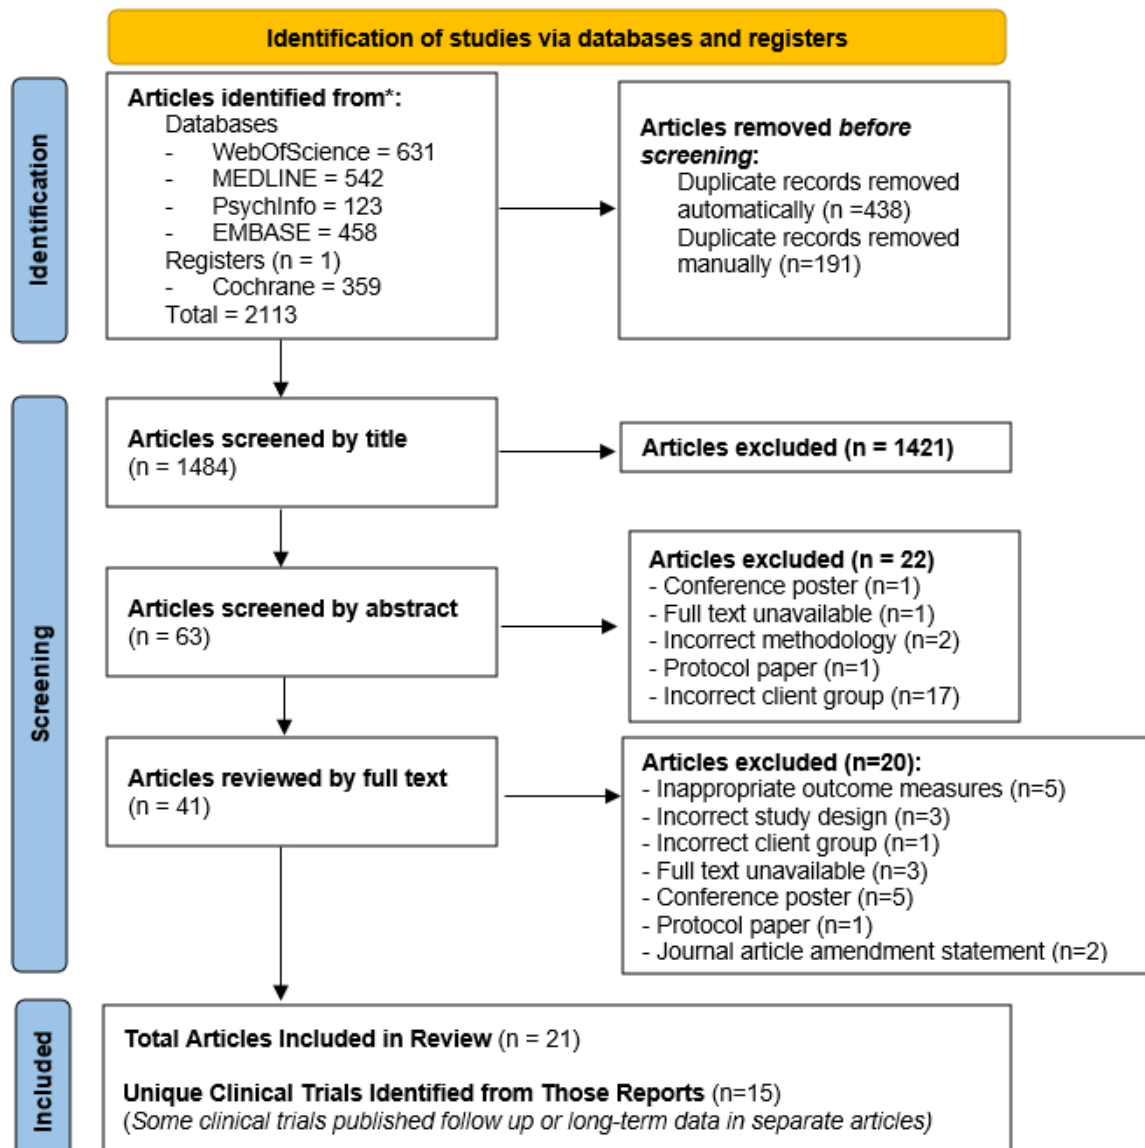 Identification of studies via databases and registers
Identification
Articles identified from*:
Databases
- WebOfScience = 631
- MEDLINE = 542
- PsychInfo = 123
- EMBASE = 458
Registers (n = 1)
- Cochrane = 359
Total = 2113
Articles removed before
screening:
Duplicate records removed
automatically (n =438)
Duplicate records removed
manually (n=191)
Screening
Articles screened by title
(n = 1484)
Articles excluded (n = 1421)
Articles screened by abstract
(n = 63)
Articles excluded (n = 22)
- Conference poster (n=1)
- Full text unavailable (n=1)
- Incorrect methodology (n=2)
- Protocol paper (n=1)
- Incorrect client group (n=17)
Articles reviewed by full text
(n = 41)
Articles excluded (n=20):
- Inappropriate outcome measures (n=5)
- Incorrect study design (n=3)
- Incorrect client group (n=1)
- Full text unavailable (n=3)
- Conference poster (n=5)
- Protocol paper (n=1)
- Journal article amendment statement (n=2)
Included
Total Articles Included in Review (n = 21)
Unique Clinical Trials Identified from Those Reports (n=15)
(Some clinical trials published follow up or long-term data in separate articles)